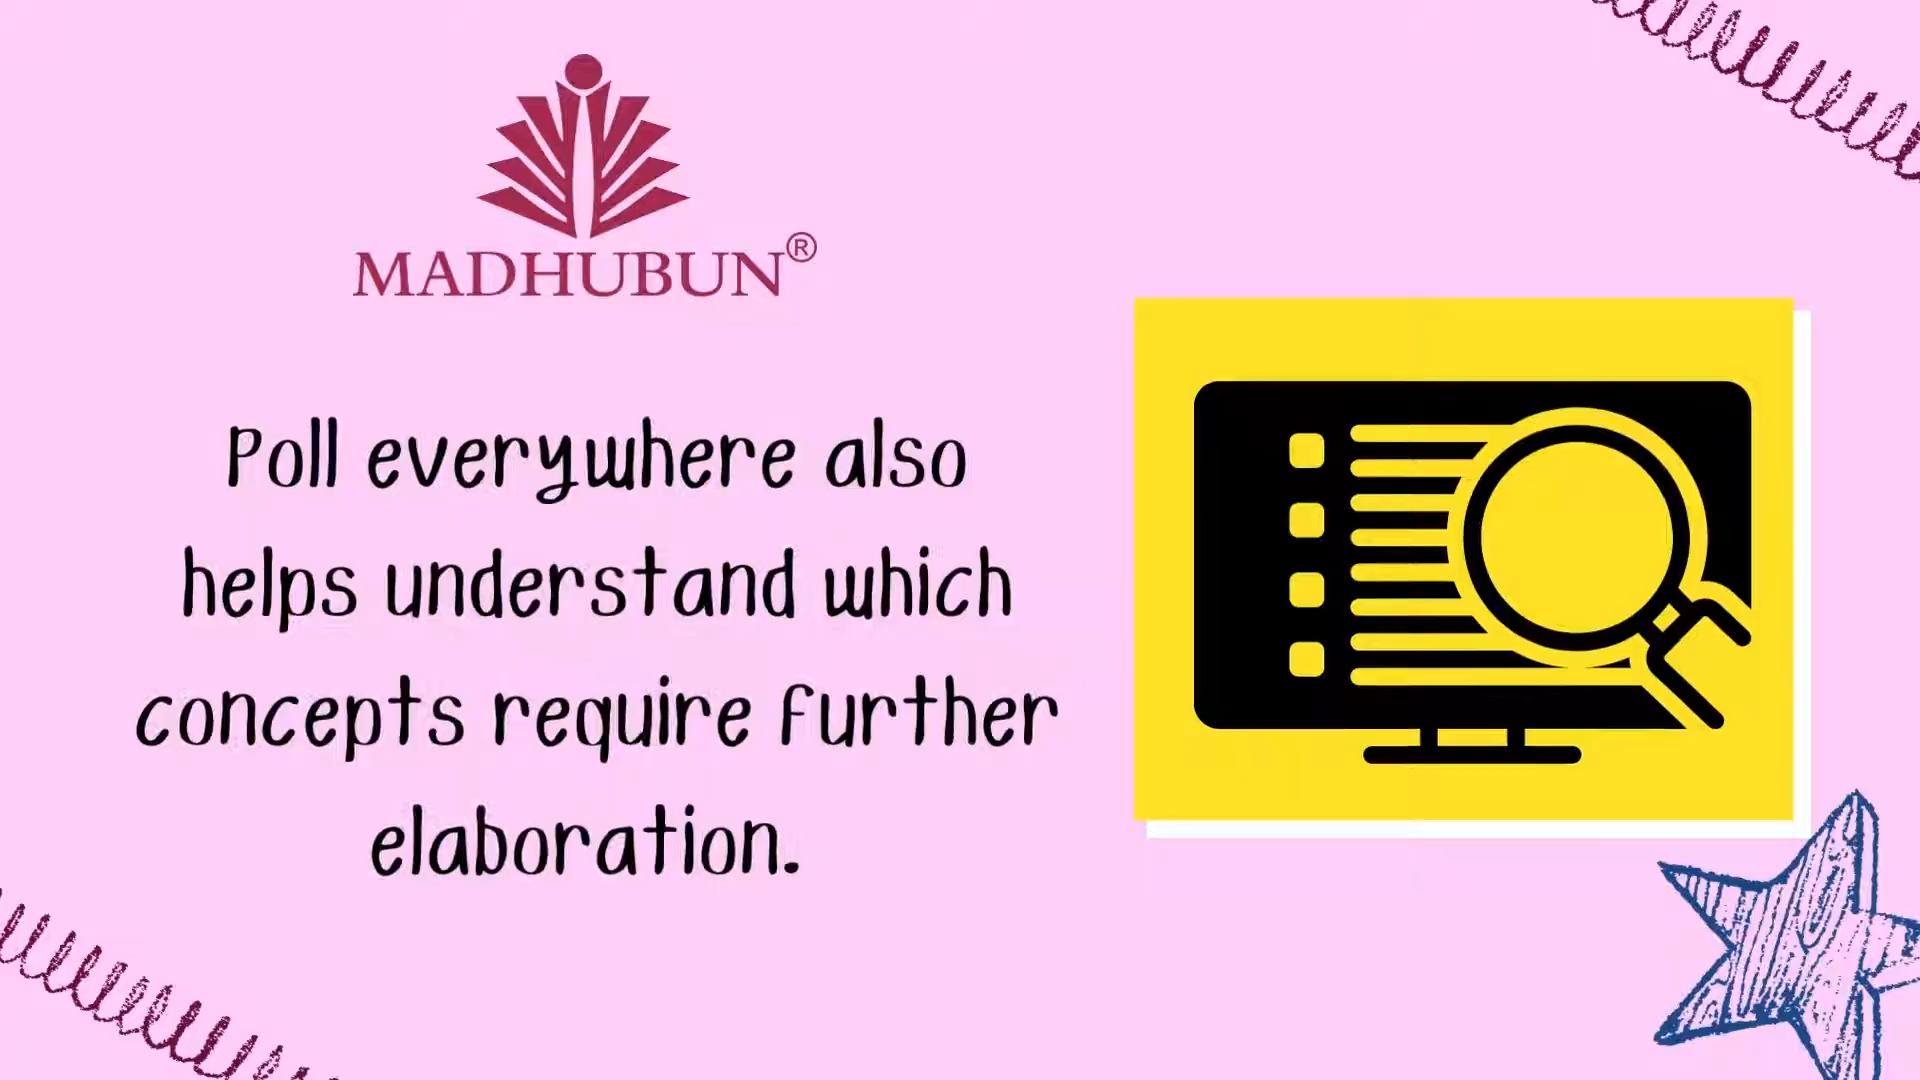 MADHUBUN®
Poll everywhere also
helps understand which
concepts require further
elaboration.